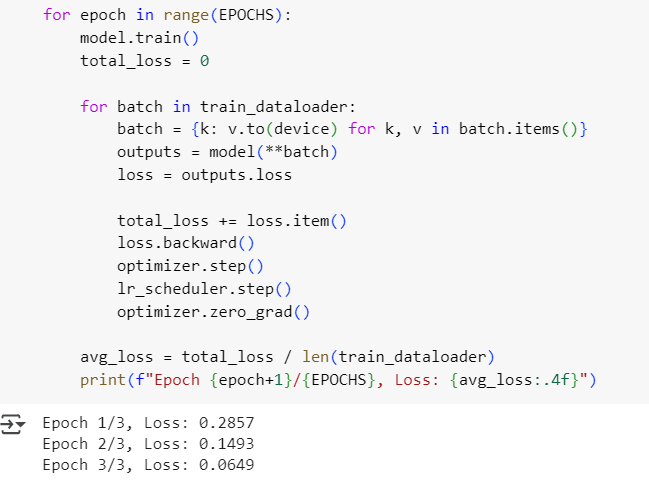 for epoch in range(EPOCHS):
    model.train()
    total_loss = 0

    for batch in train_dataloader:
        batch = {k: v.to(device) for k, v in batch.items()}
        outputs = model(**batch)
        loss = outputs.loss

        total_loss += loss.item()
        loss.backward()
        optimizer.step()
        lr_scheduler.step()
        optimizer.zero_grad()

    avg_loss = total_loss / len(train_dataloader)
    print(f"Epoch {epoch+1}/{EPOCHS}, Loss: {avg_loss:.4f}")
Epoch 1/3, Loss: 0.2857
Epoch 2/3, Loss: 0.1493
Epoch 3/3, Loss: 0.0649